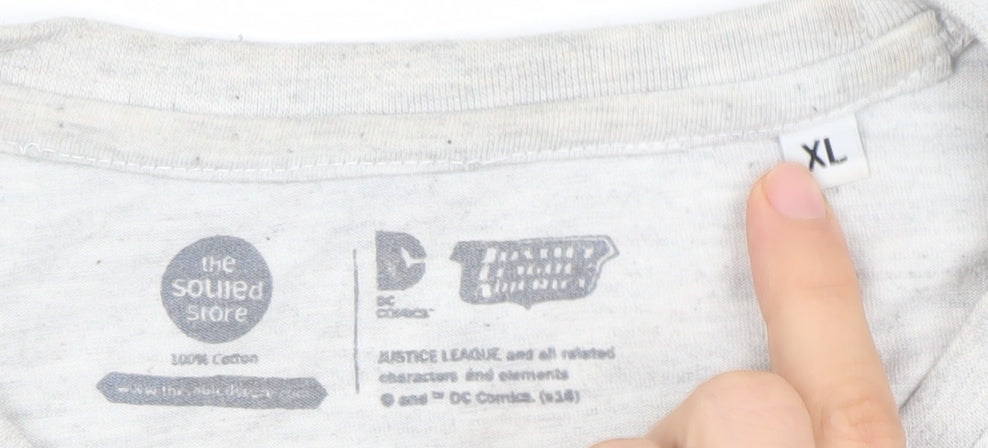 XL
the
souled
store
100% Cotton
DC
COMICS™
JUSTICE LEAGUE and all related
characters and elements
© and ™ DC Comics. (s18)